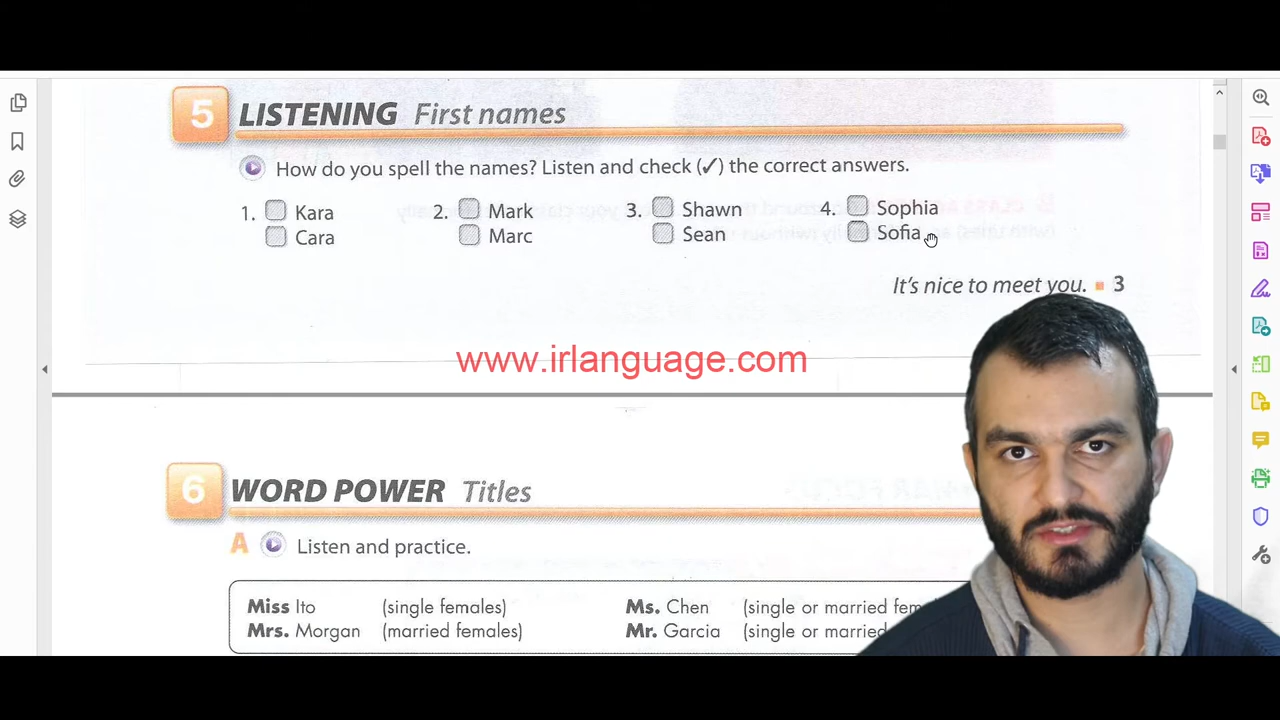 5 LISTENING First names
How do you spell the names? Listen and check (✓) the correct answers.
1. Kara 2. Mark 3. Shawn 4. Sophia
Cara Marc Sean Sofia
It's nice to meet you. ■ 3
www.irlanguage.com
6 WORD POWER Titles
A Listen and practice.
Miss Ito (single females) Ms. Chen (single or married
Mrs. Morgan (married females) Mr. Garcia (single or married